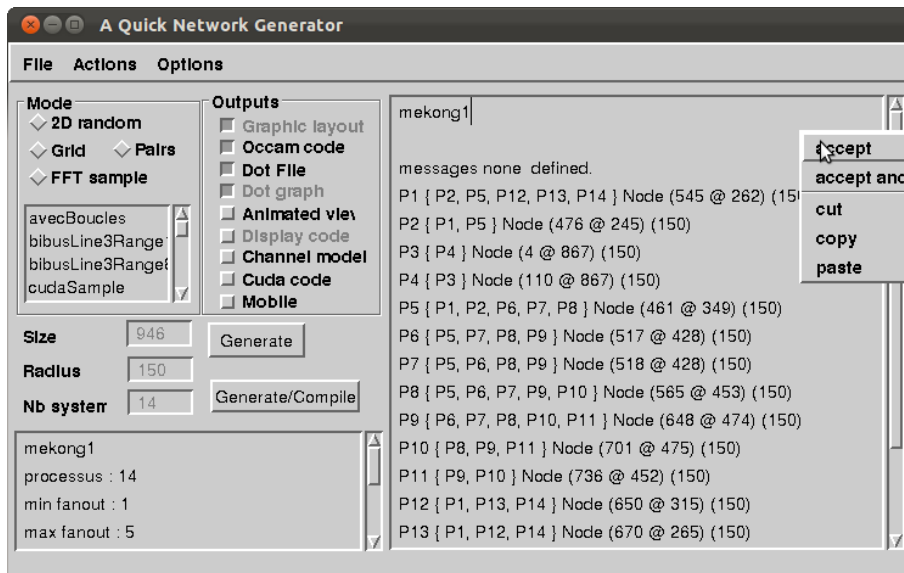 A Quick Network Generator
File Actions Options
Mode
2D random
Grid Pairs
FFT sample
avecBoucles
bibusLine3Range
cudaSample
Outputs
Graphic layout
Occam code
Dot File
Dot graph
Animated view
Display code
Channel model
Cuda code
Mobile
Size 946
Radius 150
Nb system 14
Generate
Generate/Compile
mekong1
processus : 14
min fanout : 1
max fanout : 5
mekong1
messages none defined.
P1 { P2, P5, P12, P13, P14 } Node (545 @ 262) (150
P2 { P1, P5 } Node (476 @ 245) (150)
P3 { P4 } Node (4 @ 867) (150)
P4 { P3 } Node (110 @ 867) (150)
P5 { P1, P2, P6, P7, P8 } Node (461 @ 349) (150)
P6 { P5, P7, P8, P9 } Node (517 @ 428) (150)
P7 { P5, P6, P8, P9 } Node (518 @ 428) (150)
P8 { P5, P6, P7, P9, P10 } Node (565 @ 453) (150)
P9 { P6, P7, P8, P10, P11 } Node (648 @ 474) (150)
P10 { P8, P9, P11 } Node (701 @ 475) (150)
P11 { P9, P10 } Node (736 @ 452) (150)
P12 { P1, P13, P14 } Node (650 @ 315) (150)
P13 { P1, P12, P14 } Node (670 @ 265) (150)
accept
accept and
cut
copy
paste